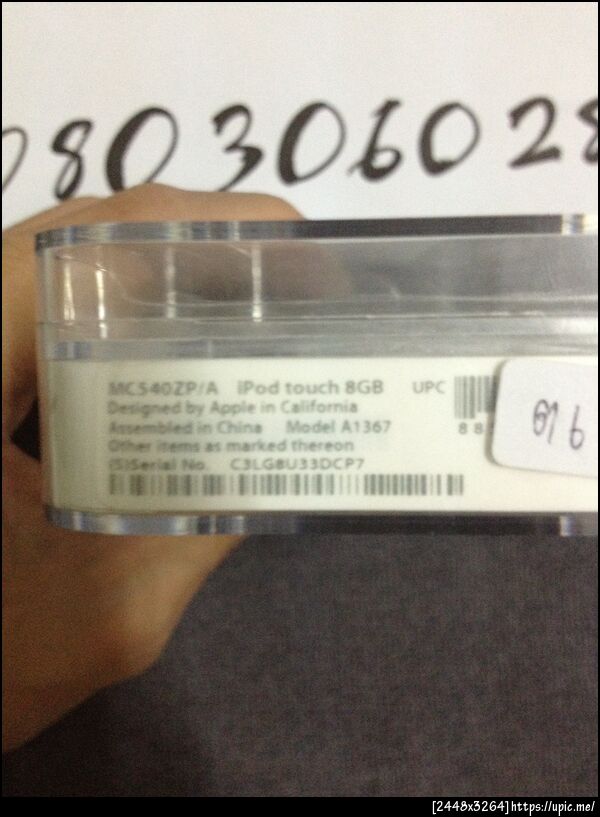 080306028
MC540ZP/A iPod touch 8GB UPC
Designed by Apple in California
Assembled in China Model A1367
88
Other items as marked thereon
(S)Serial No. C3LG8U33DCP7
[2448x3264]https://upic.me/